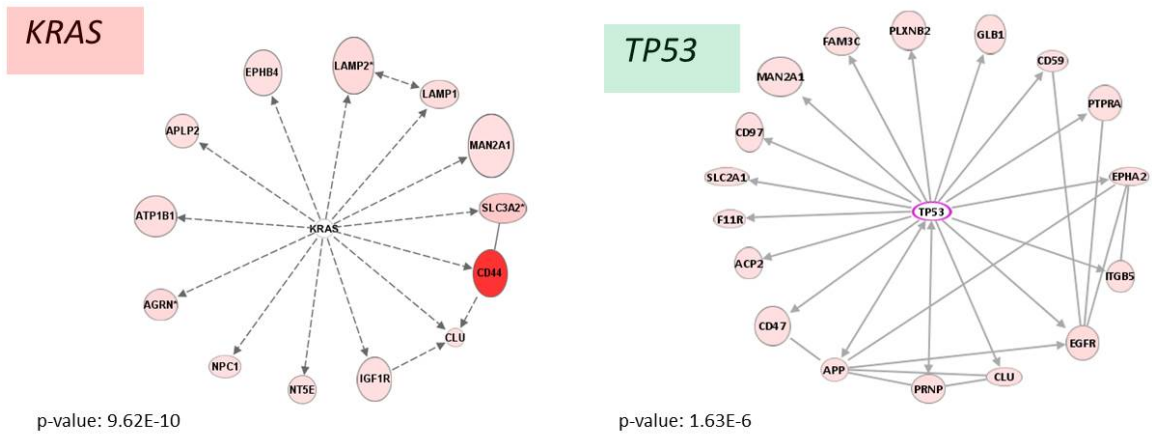 KRAS
EPHB4
LAMP2*
LAMP1
APLP2
MAN2A1
ATP1B1
SLC3A2*
KRAS
CD44
AGRN*
CLU
NPC1
NT5E
IGF1R
p-value: 9.62E-10
TP53
FAM3C
PLXNB2
GLB1
CD59
MAN2A1
PTPRA
CD97
SLC2A1
EPHA2
TP53
F11R
ACP2
ITGB5
CD47
EGFR
APP
PRNP
CLU
p-value: 1.63E-6